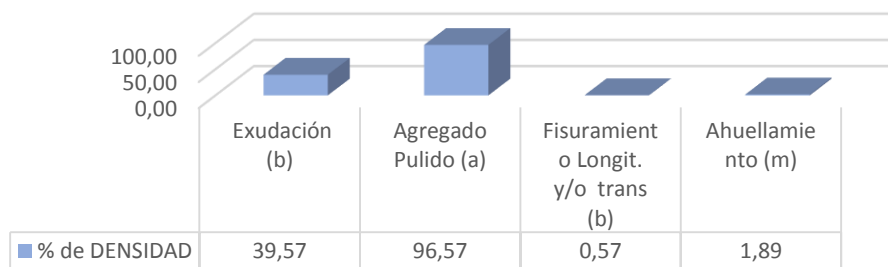 100,00
50,00
0,00
Exudación
(b)
Agregado
Pulido (a)
Fisuramient
o Longit.
y/o trans
(b)
Ahuellamie
nto (m)
% de DENSIDAD 39,57 96,57 0,57 1,89